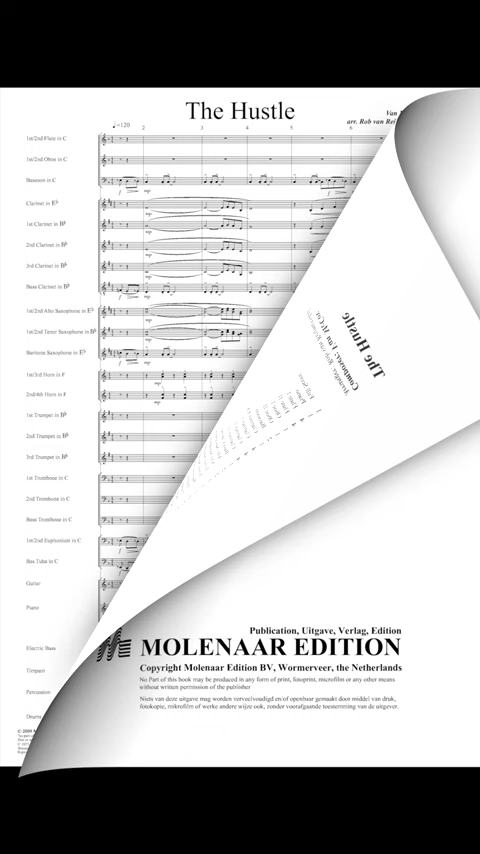 The Hustle
Van
arr. Rob van
♩=120
2
3
4
5
6
1st/2nd Flute in C
1st/2nd Oboe in C
Bassoon in C
Clarinet in E♭
1st Clarinet in B♭
2nd Clarinet in B♭
3rd Clarinet in B♭
Bass Clarinet in B♭
1st/2nd Alto Saxophone in E♭
1st/2nd Tenor Saxophone in B♭
Baritone Saxophone in E♭
1st/3rd Horn in F
2nd/4th Horn in F
1st Trumpet in B♭
2nd Trumpet in B♭
3rd Trumpet in B♭
1st Trombone in C
2nd Trombone in C
Bass Trombone in C
1st/2nd Euphonium in C
Bas Tuba in C
Guitar
Piano
Electric Bass
Timpani
Percussion
Drums
The Hustle
Composer: Van McCoy
Full Score
Publication, Uitgave, Verlag, Edition
MOLENAAR EDITION
Copyright Molenaar Edition BV, Wormerveer, the Netherlands
No Part of this book may be produced in any form of print, fotoprint, microfilm or any other means
without written permission of the publisher
Niets van deze uitgave mag worden verveelvoudigd en/of openbaar gemaakt door middel van druk,
fotokopie, mikrofilm of welke andere wijze ook, zonder voorafgaande toestemming van de uitgever.
© 2009